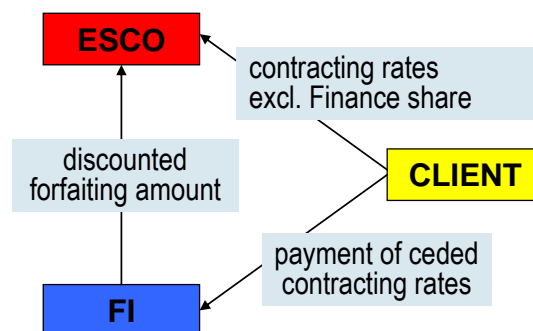 ESCO
contracting rates
excl. Finance share
discounted
forfaiting amount
CLIENT
payment of ceded
contracting rates
FI